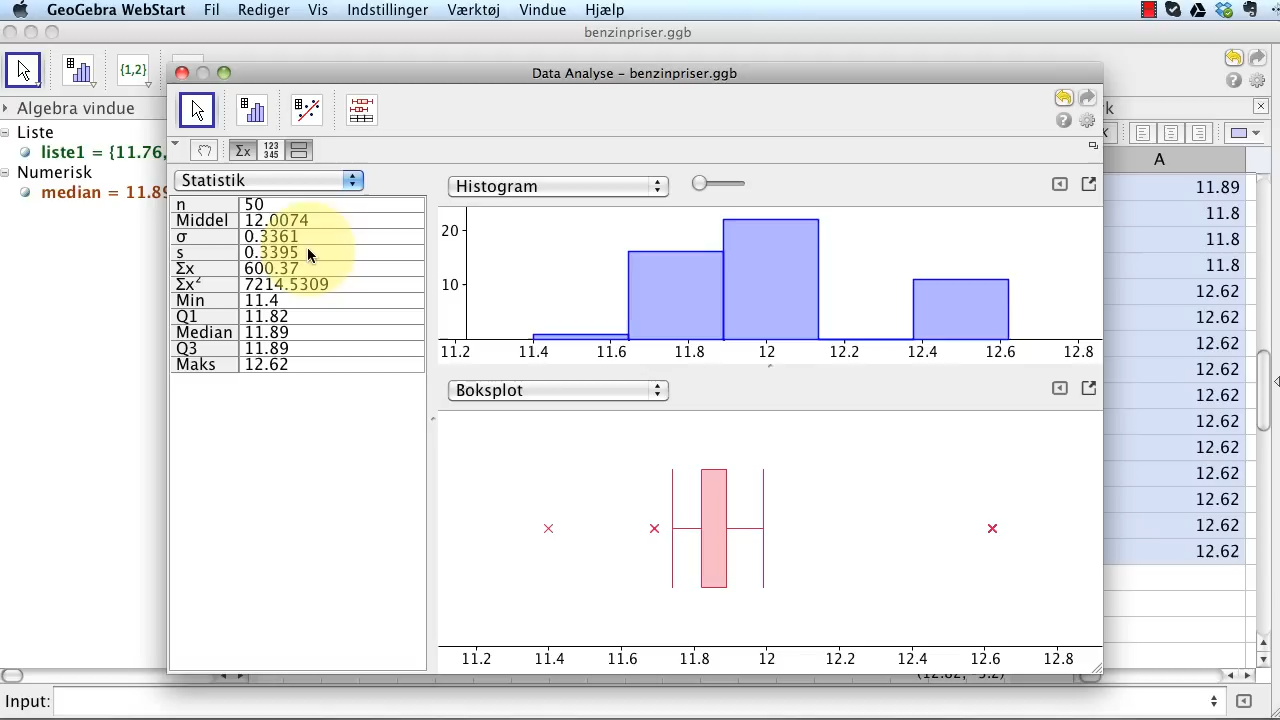 GeoGebra WebStart Fil Rediger Vis Indstillinger Værktøj Vindue Hjælp
benzinpriser.ggb
{1,2}
Data Analyse – benzinpriser.ggb
Algebra vindue
Liste
liste1 = {11.76,
Numerisk
median = 11.89
Σx 123 345
Statistik
n 50
Middel 12.0074
σ 0.3361
s 0.3395
Σx 600.37
Σx² 7214.5309
Min 11.4
Q1 11.82
Median 11.89
Q3 11.89
Maks 12.62
Histogram
20
10
11.2 11.4 11.6 11.8 12 12.2 12.4 12.6 12.8
Boksplot
11.2 11.4 11.6 11.8 12 12.2 12.4 12.6 12.8
A
11.89
11.8
11.8
11.8
12.62
12.62
12.62
12.62
12.62
12.62
12.62
12.62
12.62
12.62
12.62
Input: